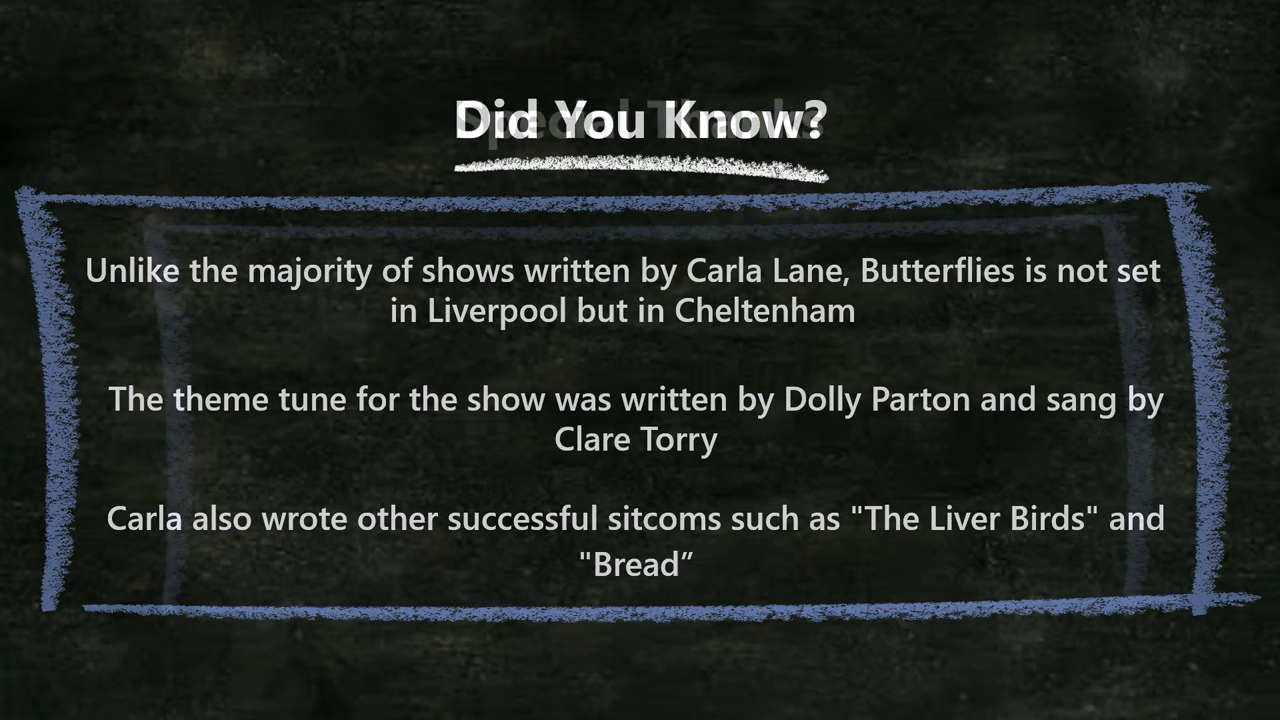 Did You Know?
Unlike the majority of shows written by Carla Lane, Butterflies is not set
in Liverpool but in Cheltenham
The theme tune for the show was written by Dolly Parton and sang by
Clare Torry
Carla also wrote other successful sitcoms such as "The Liver Birds" and
"Bread”